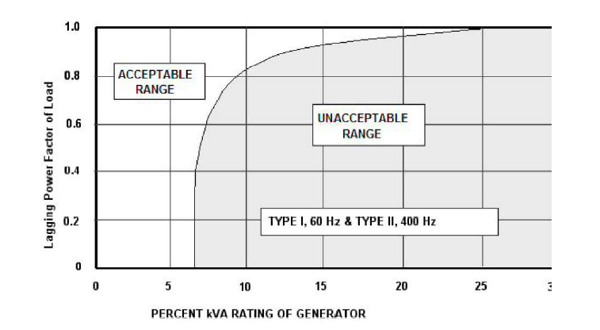 1.0
ACCEPTABLE
RANGE
0.8
UNACCEPTABLE
RANGE
0.6
Lagging Power Factor of Load
0.4
TYPE I, 60 Hz & TYPE II, 400 Hz
0.2
0
0 5 10 15 20 25
PERCENT kVA RATING OF GENERATOR